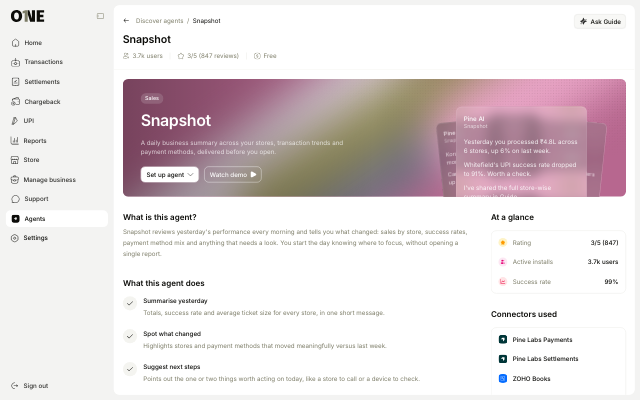 ONE
Home
Transactions
Settlements
Chargeback
UPI
Reports
Store
Manage business
Support
Agents
Settings
Sign out
Discover agents / Snapshot
Ask Guide
Snapshot
3.7k users
3/5 (847 reviews)
Free
Sales
Snapshot
A daily business summary across your stores, transaction trends and
payment methods, delivered before you open.
Set up agent
Watch demo
Pine AI
Snapshot
Yesterday you processed ₹4.8L across
6 stores, up 6% on last week.
Whitefield's UPI success rate dropped
to 91%. Worth a check.
I've shared the full store-wise
What is this agent?
Snapshot reviews yesterday's performance every morning and tells you what changed: sales by store, success rates,
payment method mix and anything that needs a look. You start the day knowing where to focus, without opening a
single report.
What this agent does
Summarise yesterday
Totals, success rate and average ticket size for every store, in one short message.
Spot what changed
Highlights stores and payment methods that moved meaningfully versus last week.
Suggest next steps
Points out the one or two things worth acting on today, like a store to call or a device to check.
At a glance
Rating 3/5 (847)
Active installs 3.7k users
Success rate 99%
Connectors used
Pine Labs Payments
Pine Labs Settlements
ZOHO Books